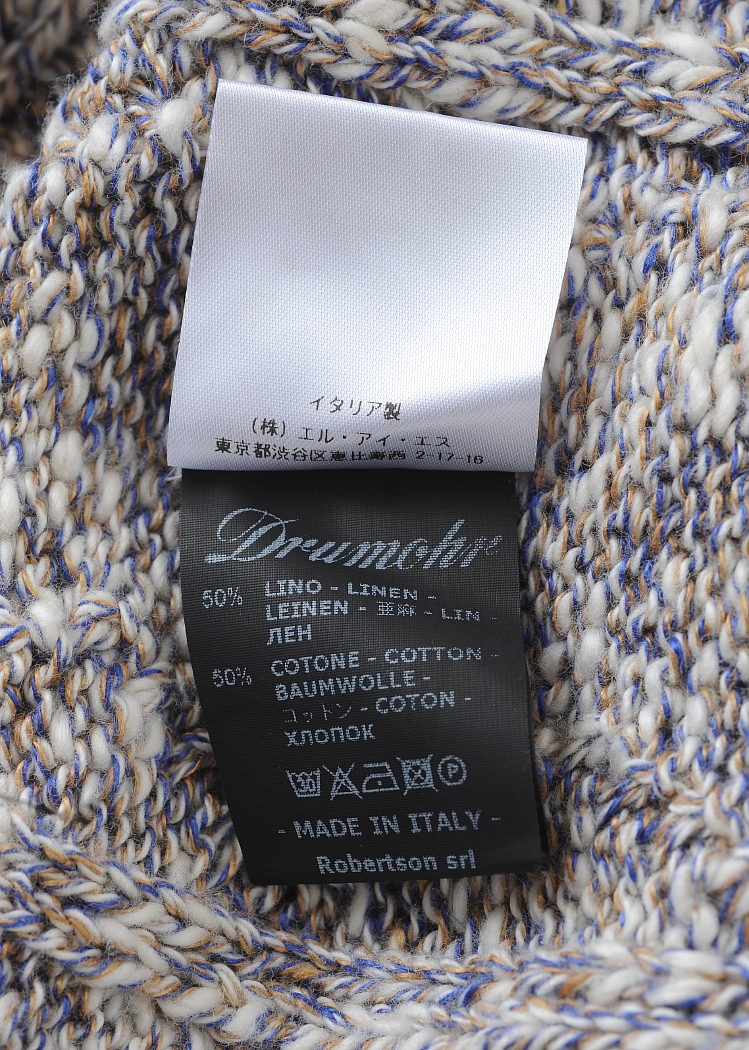 イタリア製
(株) エル・アイ・エス
東京都渋谷区恵比寿西 2-17-16
Drumohr
50% LINO - LINEN -
LEINEN - 亜麻 - LIN -
ЛЕН
50% COTONE - COTTON -
BAUMWOLLE -
コットン - COTON -
ХЛОПОК
30 P
- MADE IN ITALY -
Robertson srl